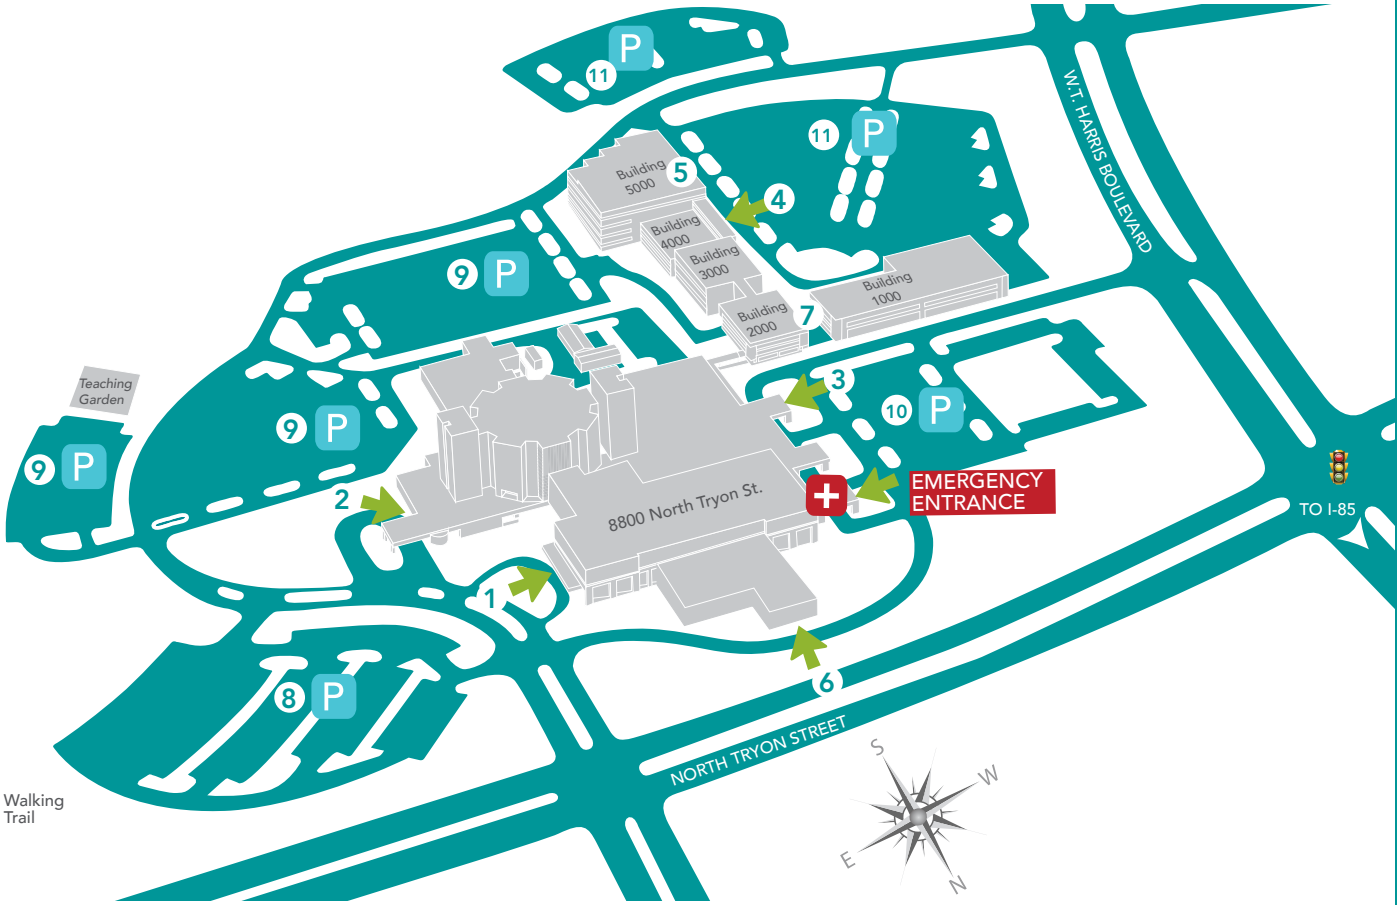 P
11
W.T. HARRIS BOULEVARD
11
P
Building
5000
5
4
Building
4000
Building
3000
9
P
Building
1000
Building
2000
7
Teaching
Garden
3
10
P
9
P
9
P
EMERGENCY
ENTRANCE
2
8800 North Tryon St.
TO I-85
1
6
8
P
NORTH TRYON STREET
S
W
E
N
Walking
Trail